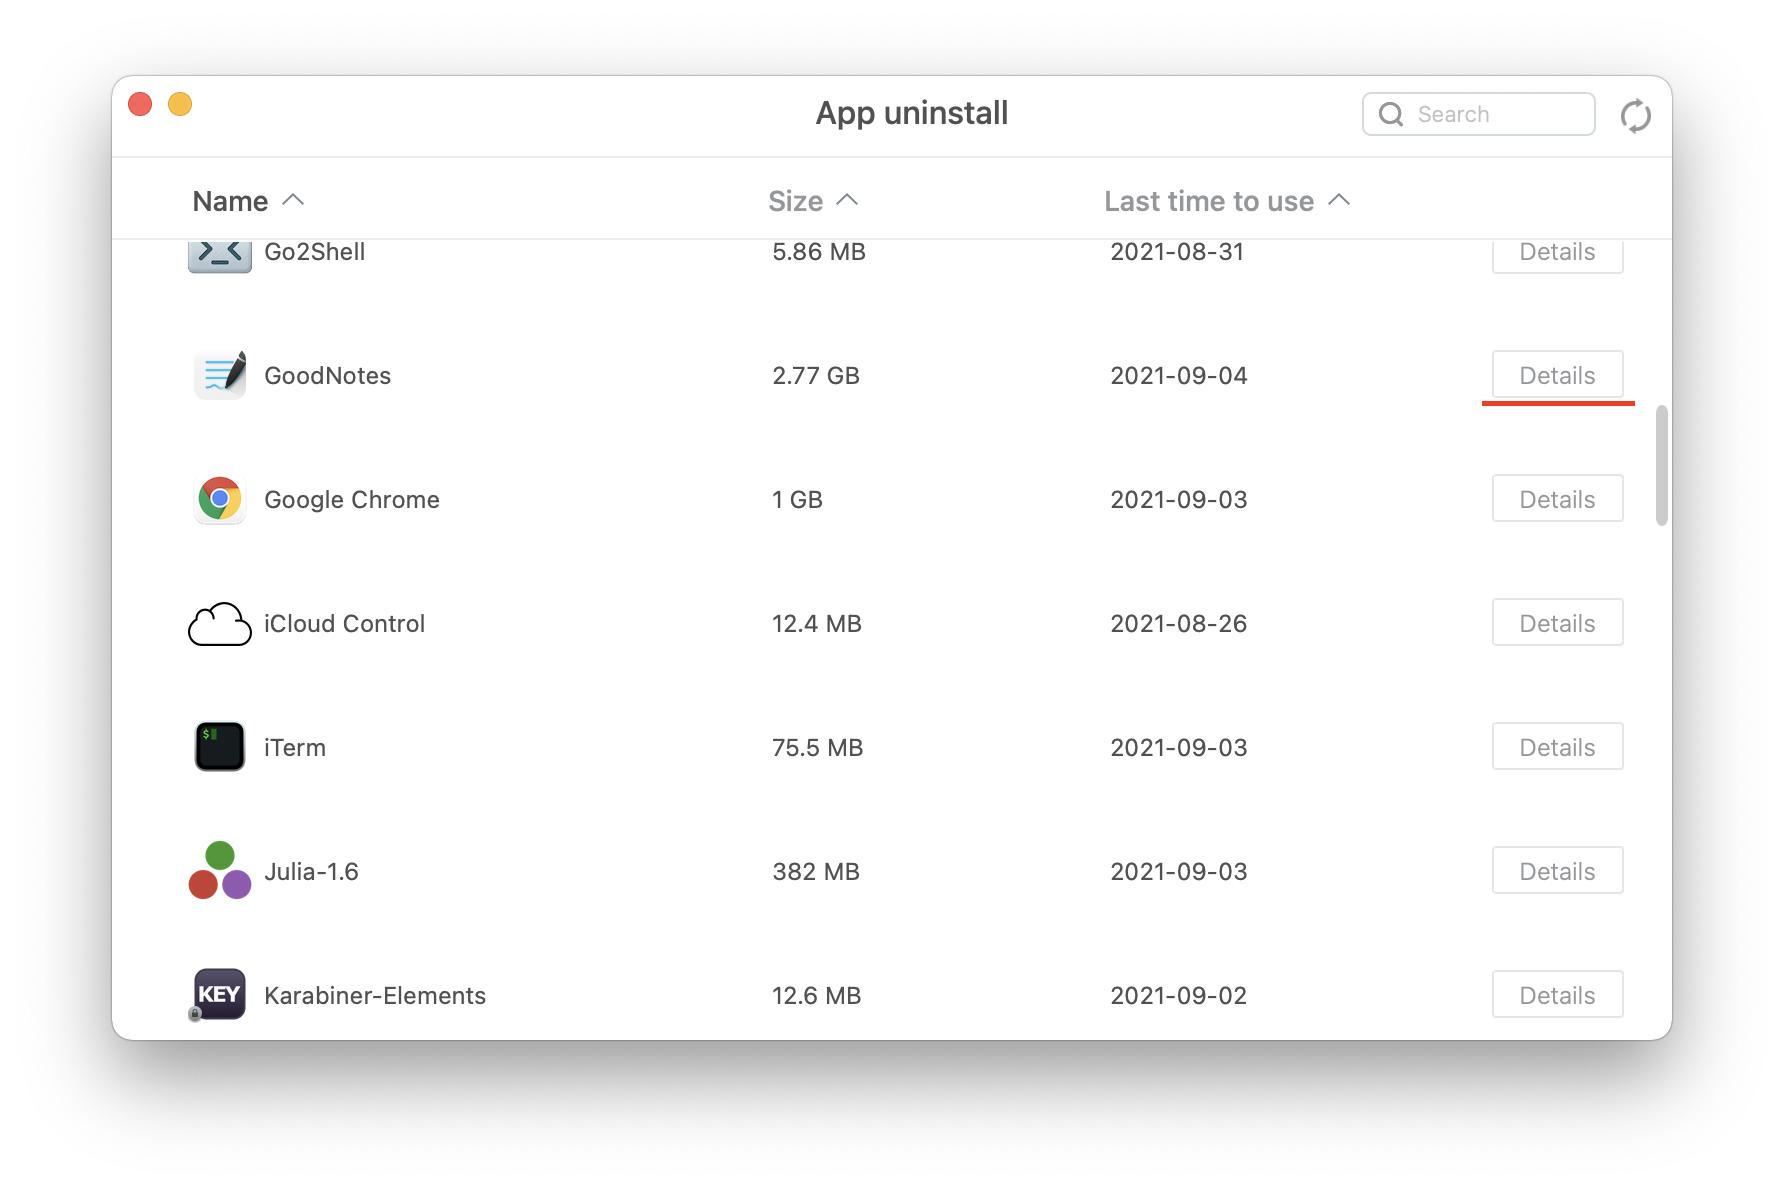 App uninstall
Search
Name Size Last time to use
Go2Shell 5.86 MB 2021-08-31 Details
GoodNotes 2.77 GB 2021-09-04 Details
Google Chrome 1 GB 2021-09-03 Details
iCloud Control 12.4 MB 2021-08-26 Details
$
iTerm 75.5 MB 2021-09-03 Details
Julia-1.6 382 MB 2021-09-03 Details
KEY
Karabiner-Elements 12.6 MB 2021-09-02 Details